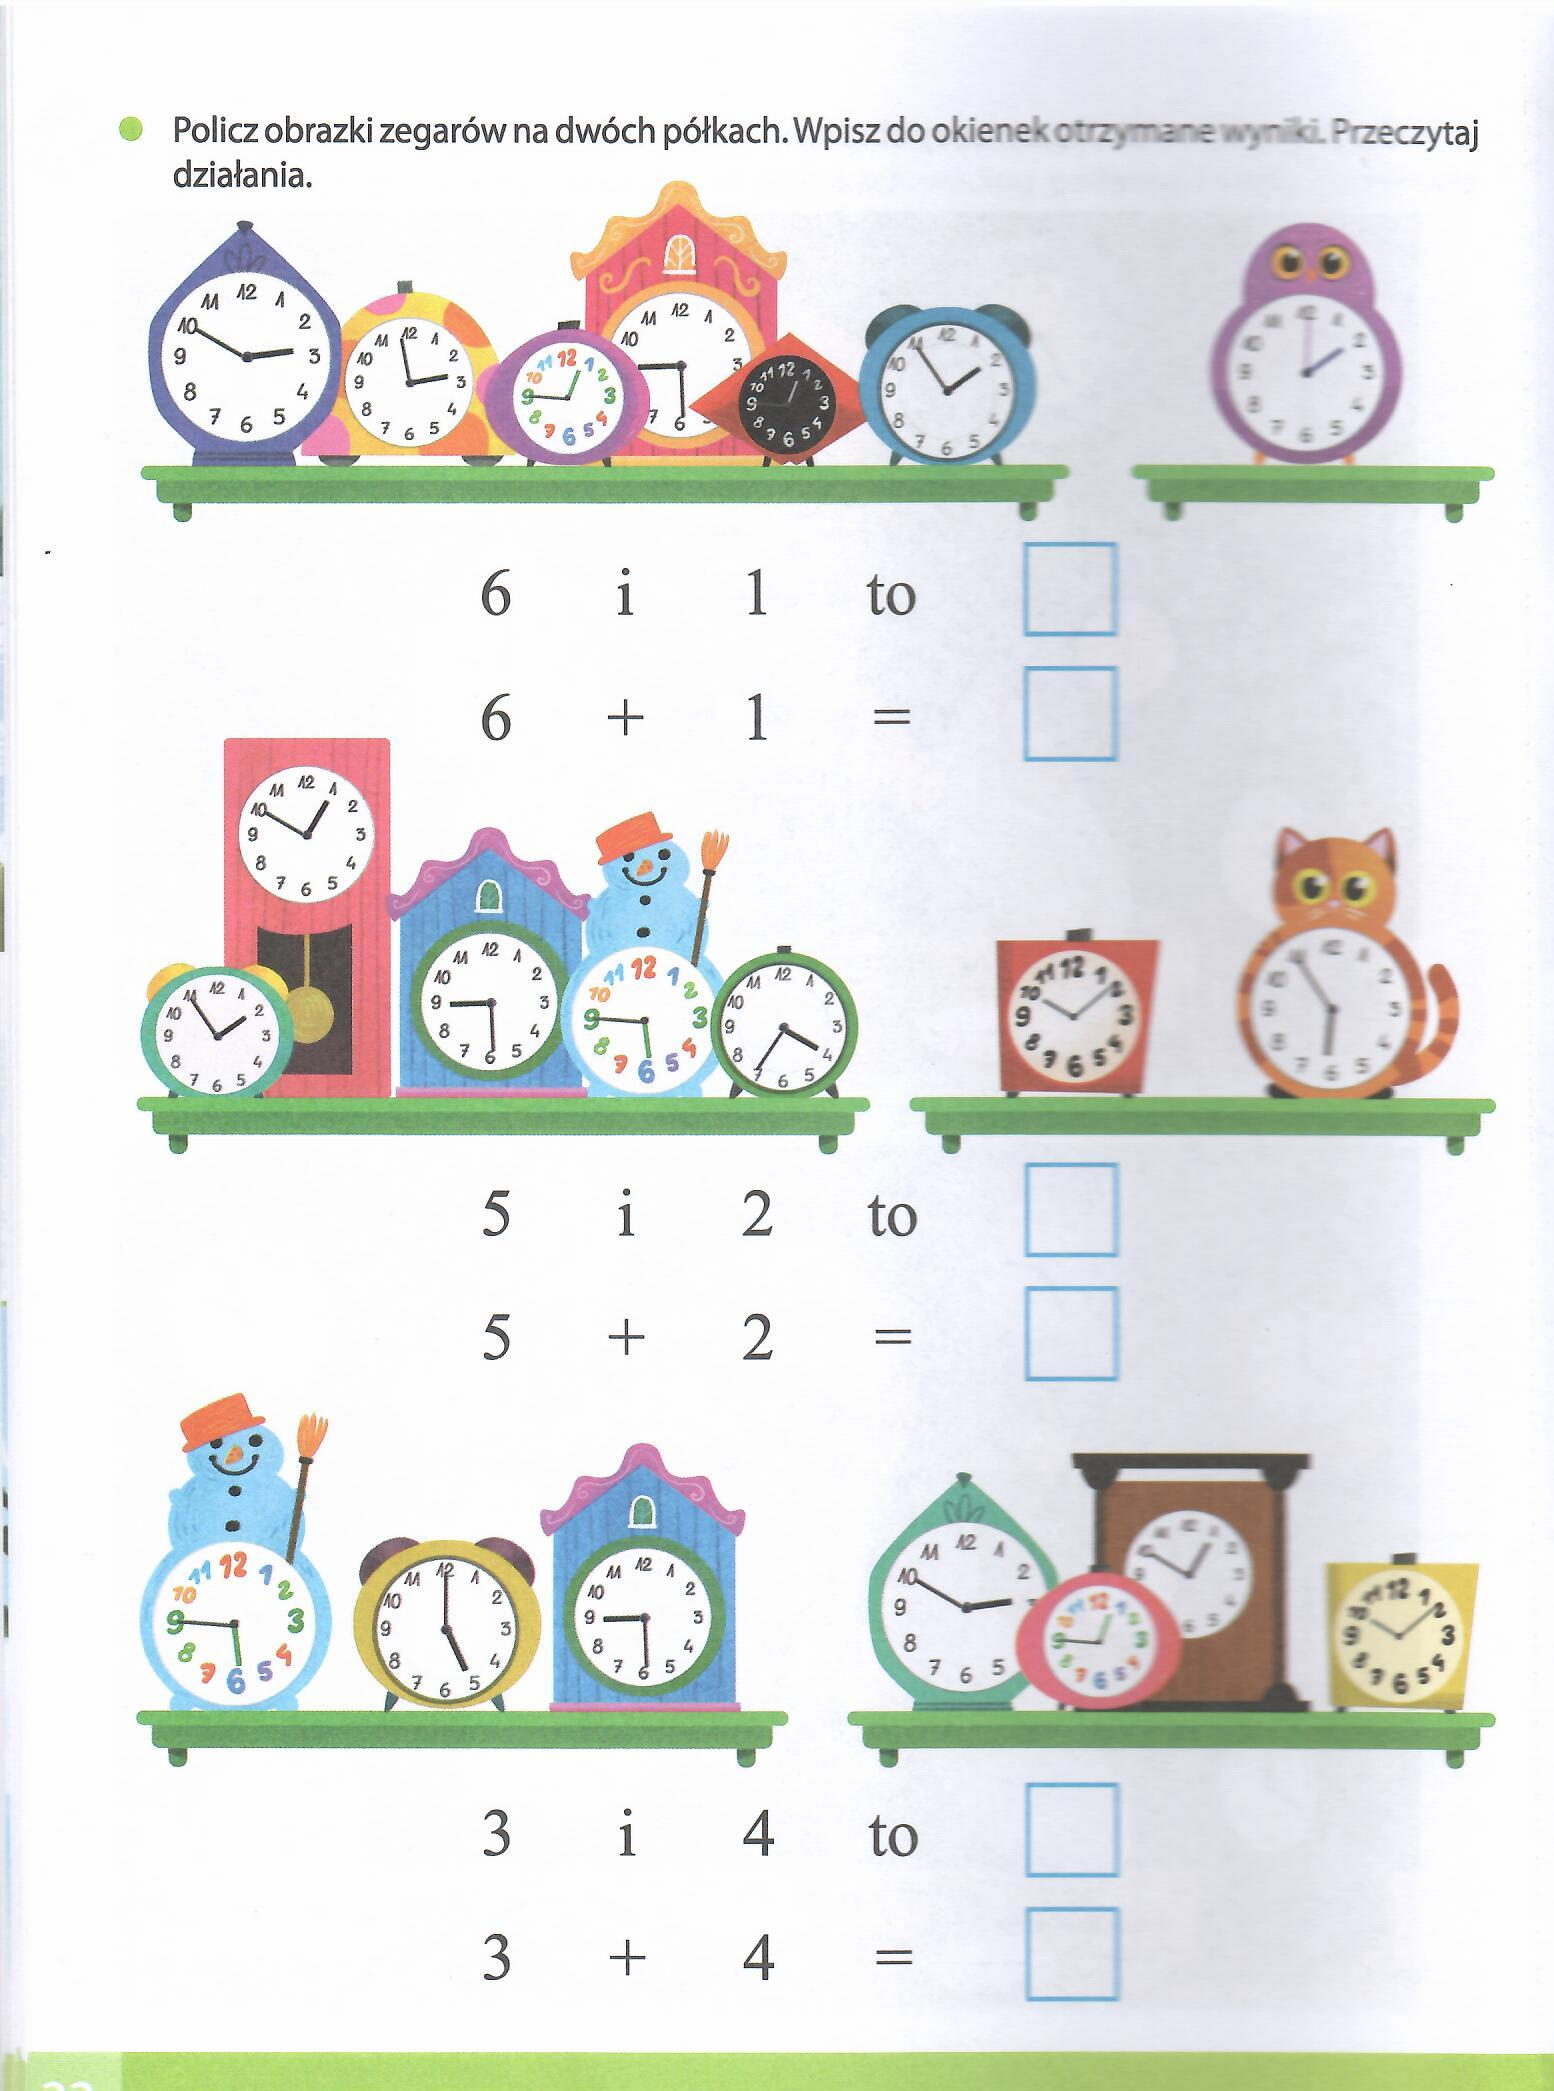 Policz obrazki zegarów na dwóch półkach. Wpisz do okienek otrzymane wyniki. Przeczytaj
działania.
6 i 1 to
6 + 1 =
5 i 2 to
5 + 2 =
3 i 4 to
3 + 4 =